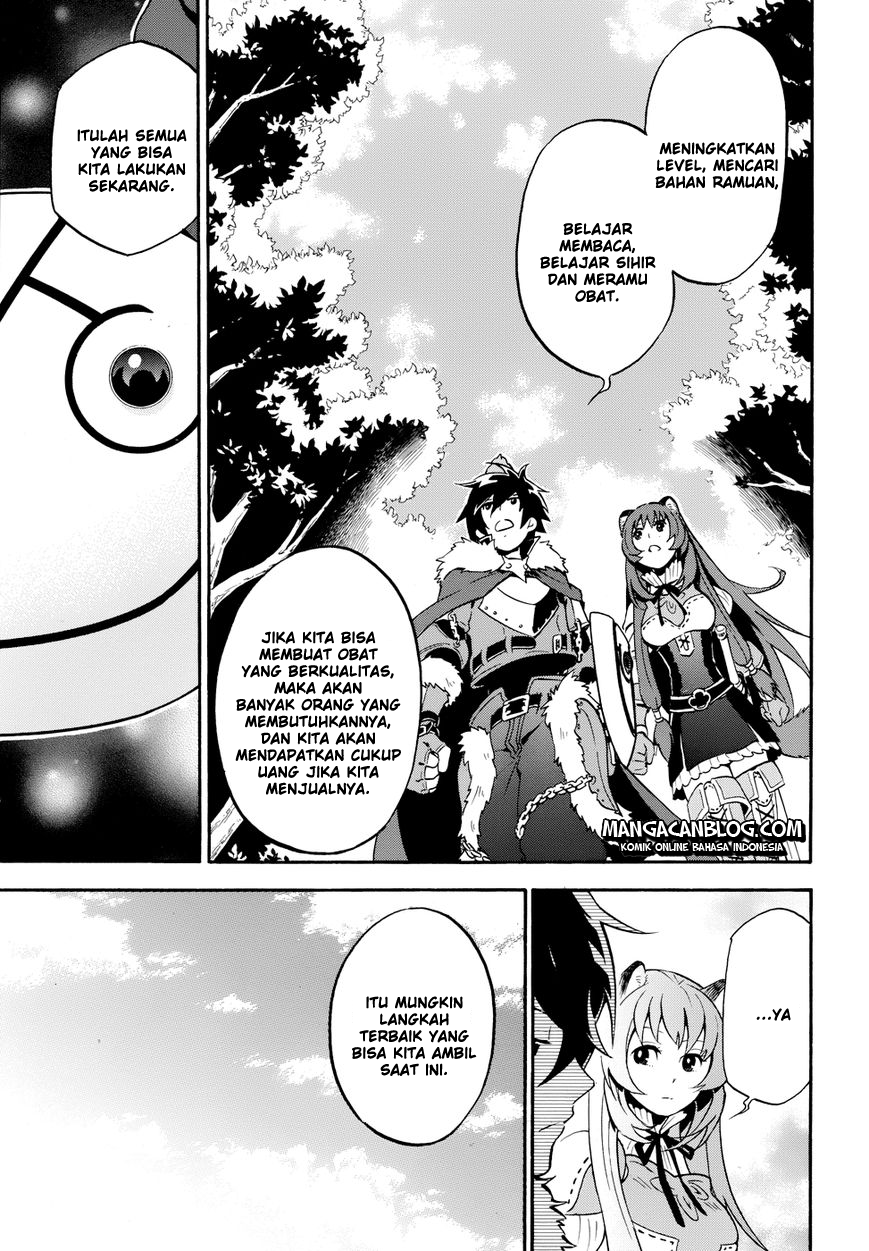 MENINGKATKAN
LEVEL, MENCARI
BAHAN RAMUAN,
BELAJAR
MEMBACA,
BELAJAR SIHIR
DAN MERAMU
OBAT.
JIKA KITA BISA
MEMBUAT OBAT
YANG BERKUALITAS,
MAKA AKAN
BANYAK ORANG YANG
MEMBUTUHKANNYA,
DAN KITA AKAN
MENDAPATKAN CUKUP
UANG JIKA KITA
MENJUALNYA.
MANGACANBLOG.COM
KOMIK ONLINE BAHASA INDONESIA
ITULAH SEMUA
YANG BISA
KITA LAKUKAN
SEKARANG.
...YA
ITU MUNGKIN
LANGKAH
TERBAIK YANG
BISA KITA AMBIL
SAAT INI.